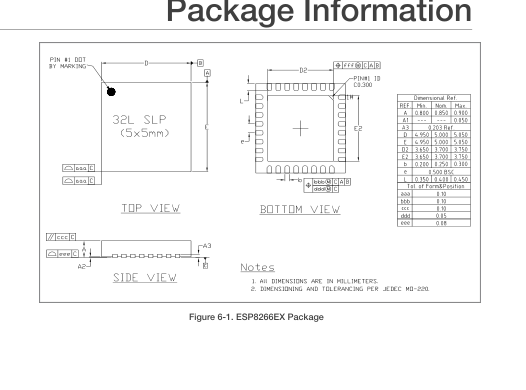 Package Information
PIN #1 DOT
BY MARKING
D
B
A
32L SLP
(5x5mm)
E
aaa C
aaa C
TOP VIEW
D2
fff M C A B
PIN#1 ID
C0.300
L
E2
e
b
bbb M C A B
ddd M C
BOTTOM VIEW
// ccc C
eee C
A
A3
A2
C
SIDE VIEW
Notes
1. All DIMENSIONS ARE IN MILLIMETERS.
2. DIMENSIONING AND TOLERANCING PER JEDEC MO-220.
Dimensional Ref.
REF. Min. Nom. Max.
A 0.800 0.850 0.900
A1 --- --- 0.050
A3 0.203 Ref
D 4.950 5.000 5.050
E 4.950 5.000 5.050
D2 3.650 3.700 3.750
E2 3.650 3.700 3.750
b 0.200 0.250 0.300
e 0.500 BSC
L 0.350 0.400 0.450
Tol. of Form&Position
aaa 0.10
bbb 0.10
ccc 0.10
ddd 0.05
eee 0.08
Figure 6-1. ESP8266EX Package